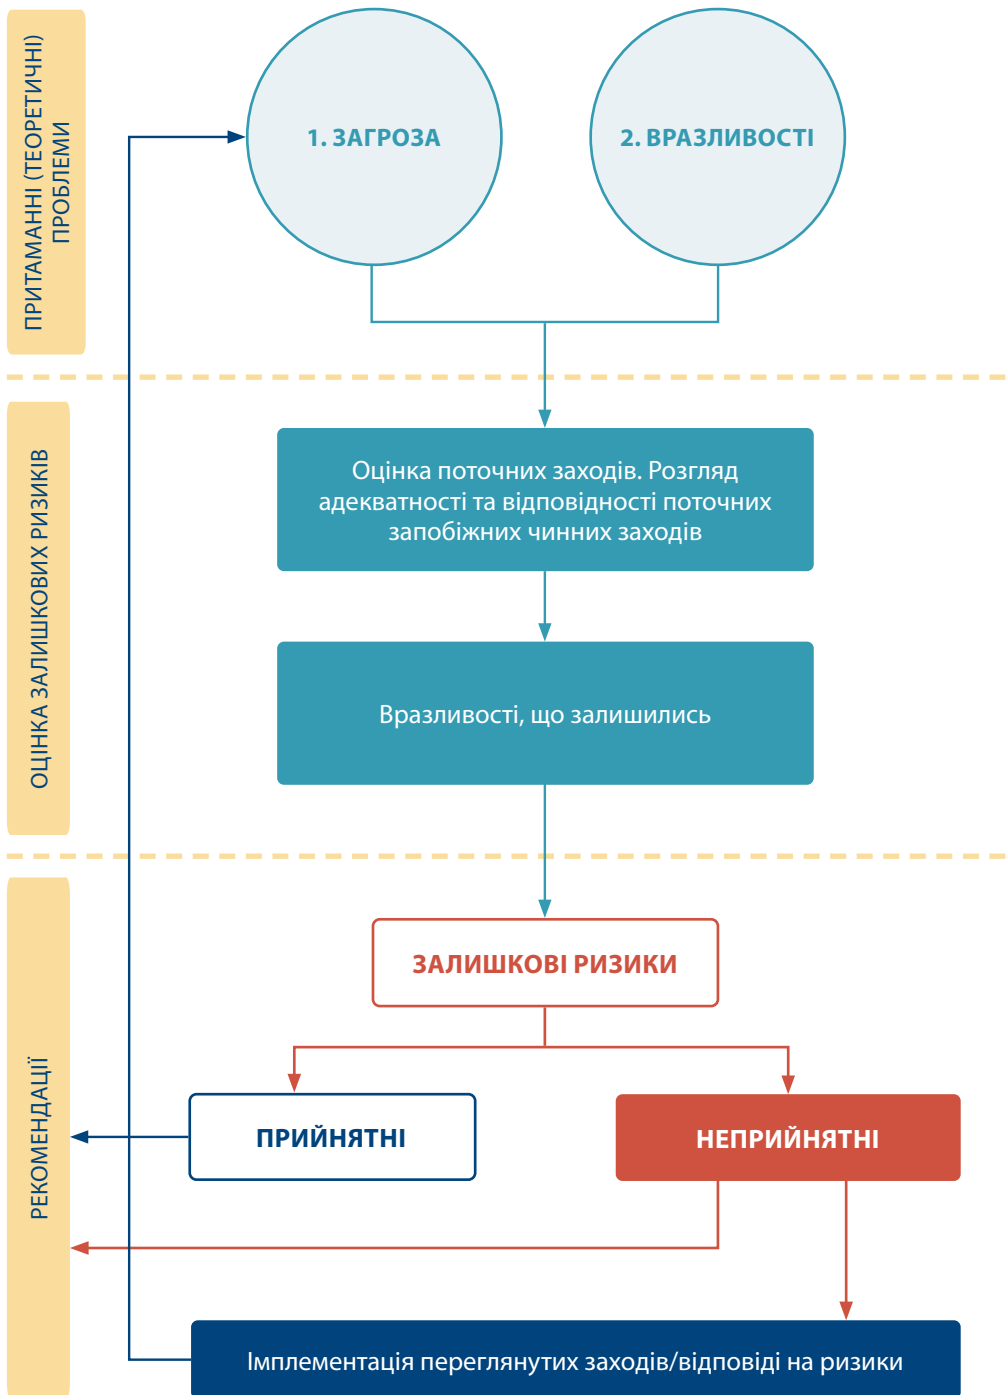 ПРИТАМАННІ (ТЕОРЕТИЧНІ)
ПРОБЛЕМИ
1. ЗАГРОЗА
2. ВРАЗЛИВОСТІ
ОЦІНКА ЗАЛИШКОВИХ РИЗИКІВ
Оцінка поточних заходів. Розгляд
адекватності та відповідності поточних
запобіжних чинних заходів
Вразливості, що залишились
РЕКОМЕНДАЦІЇ
ЗАЛИШКОВІ РИЗИКИ
ПРИЙНЯТНІ
НЕПРИЙНЯТНІ
Імплементація переглянутих заходів/відповіді на ризики